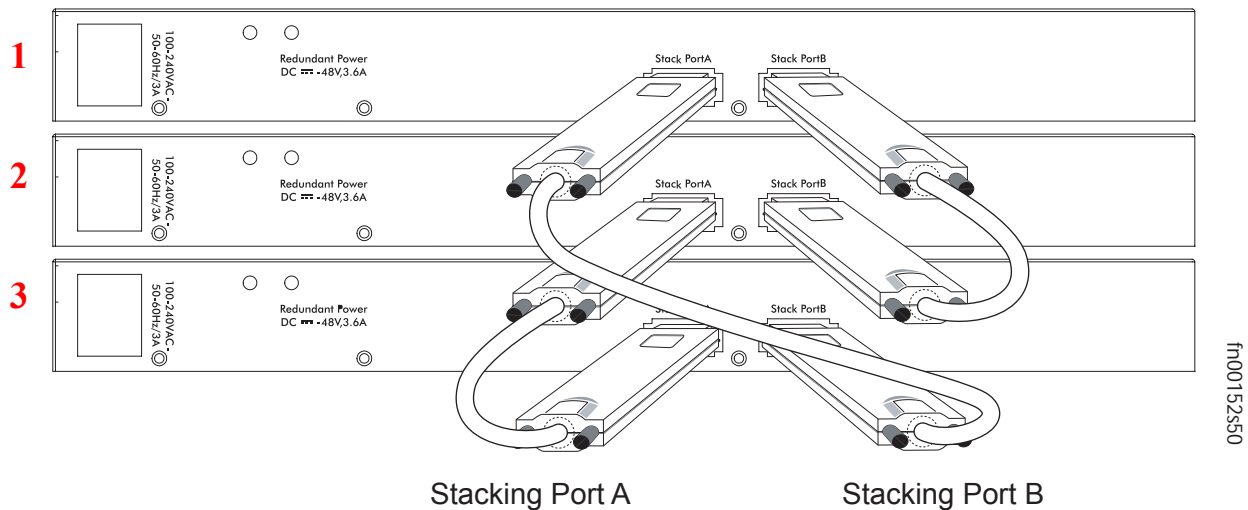 1
100-240VAC-
50-60Hz/3A
Redundant Power
DC -48V,3.6A
Stack PortA
Stack PortB
2
100-240VAC-
50-60Hz/3A
Redundant Power
DC -48V,3.6A
Stack PortA
Stack PortB
3
100-240VAC-
50-60Hz/3A
Redundant Power
DC -48V,3.6A
Stack PortB
Stacking Port A
Stacking Port B
fn00152s50